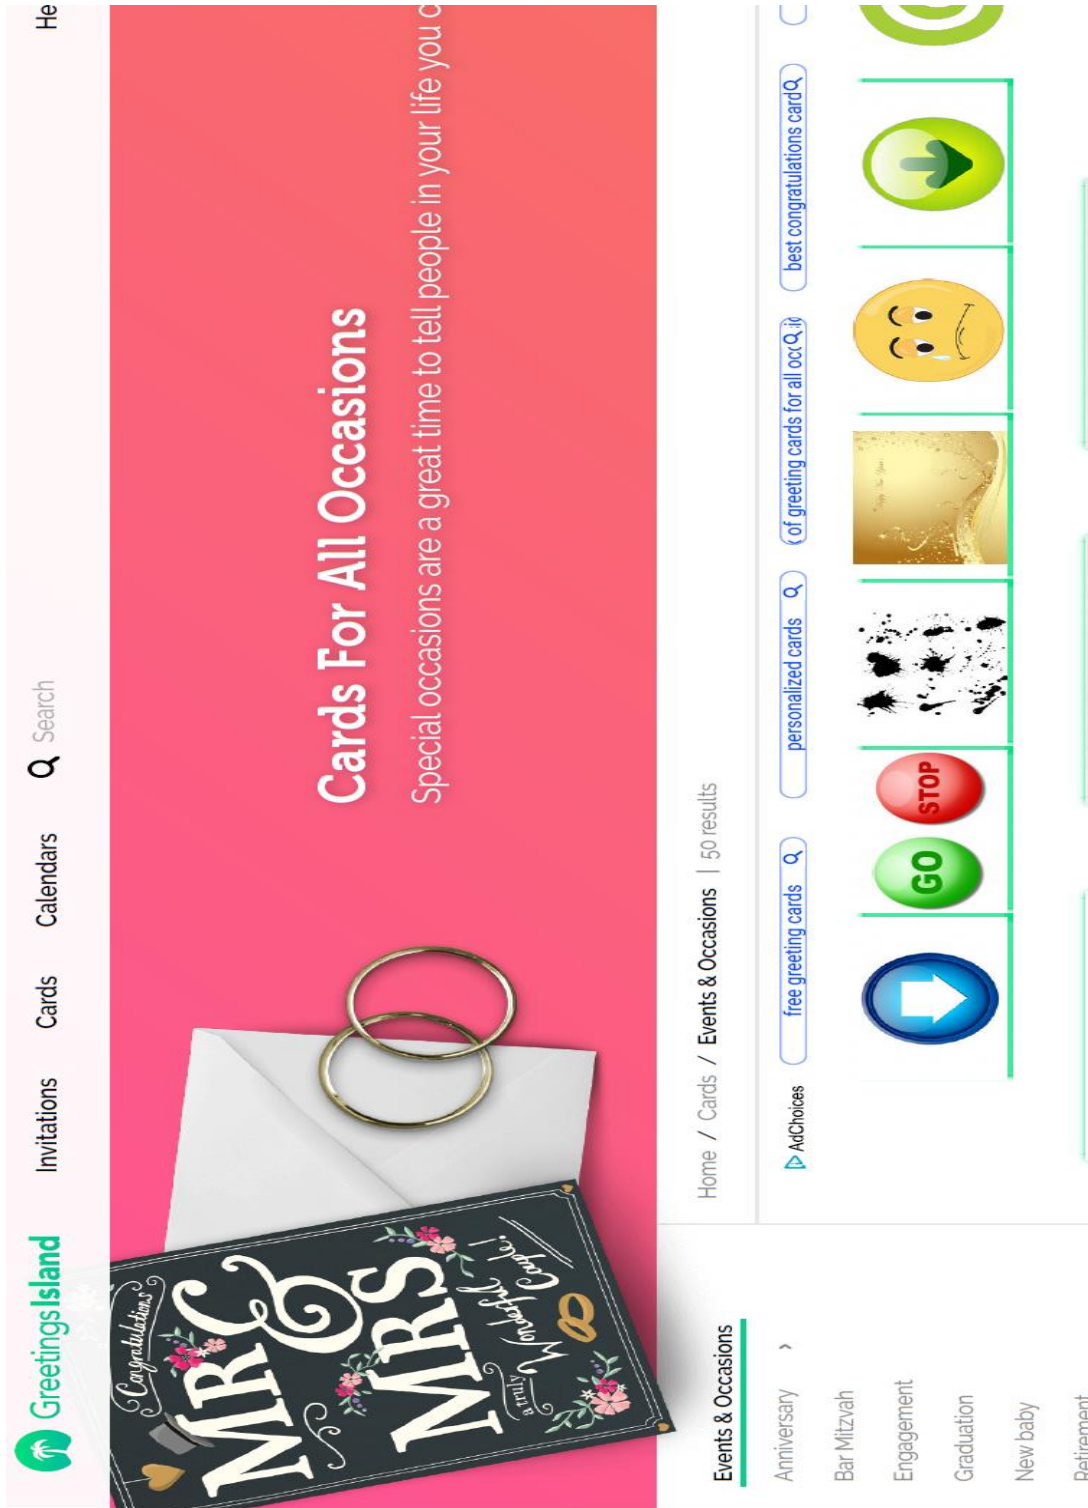 GreetingsIsland
Invitations
Cards
Calendars
Search
He
Congratulations
MR
&
MRS
a truly
Wonderful
Couple!
Cards For All Occasions
Special occasions are a great time to tell people in your life you c
Home / Cards / Events & Occasions | 50 results
Events & Occasions
Anniversary
Bar Mitzvah
Engagement
Graduation
New baby
Retirement
AdChoices
free greeting cards
personalized cards
of greeting cards for all occ
best congratulations card
GO
STOP